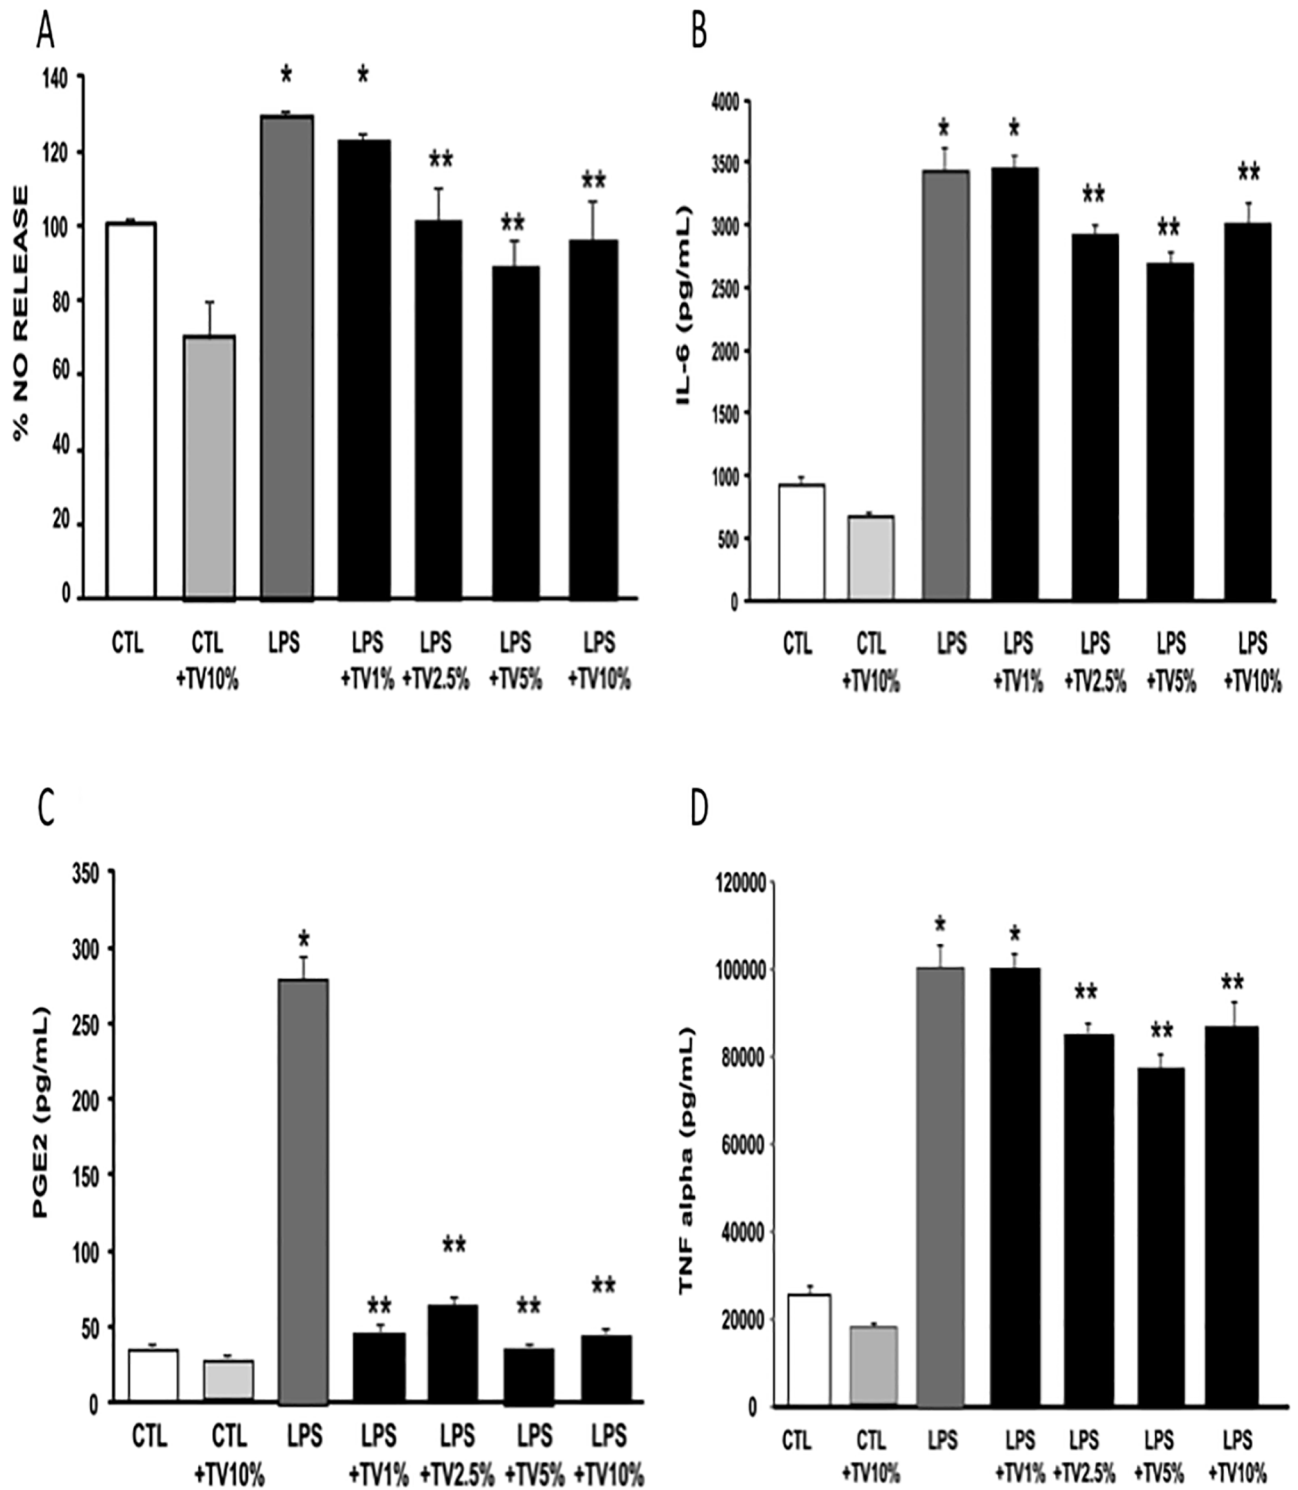 A
% NO RELEASE
140
120
100
80
60
40
20
0
* * ** ** **
CTL CTL LPS LPS LPS LPS LPS
+TV10% +TV1% +TV2.5% +TV5% +TV10%
B
IL-6 (pg/mL)
4000
3500
3000
2500
2000
1500
1000
500
0
* * ** ** **
CTL CTL LPS LPS LPS LPS LPS
+TV10% +TV1% +TV2.5% +TV5% +TV10%
C
PGE2 (pg/mL)
350
300
250
200
150
100
50
0
* ** ** ** **
CTL CTL LPS LPS LPS LPS LPS
+TV10% +TV1% +TV2.5% +TV5% +TV10%
D
TNF alpha (pg/mL)
120000
100000
80000
60000
40000
20000
0
* * ** ** **
CTL CTL LPS LPS LPS LPS LPS
+TV10% +TV1% +TV2.5% +TV5% +TV10%